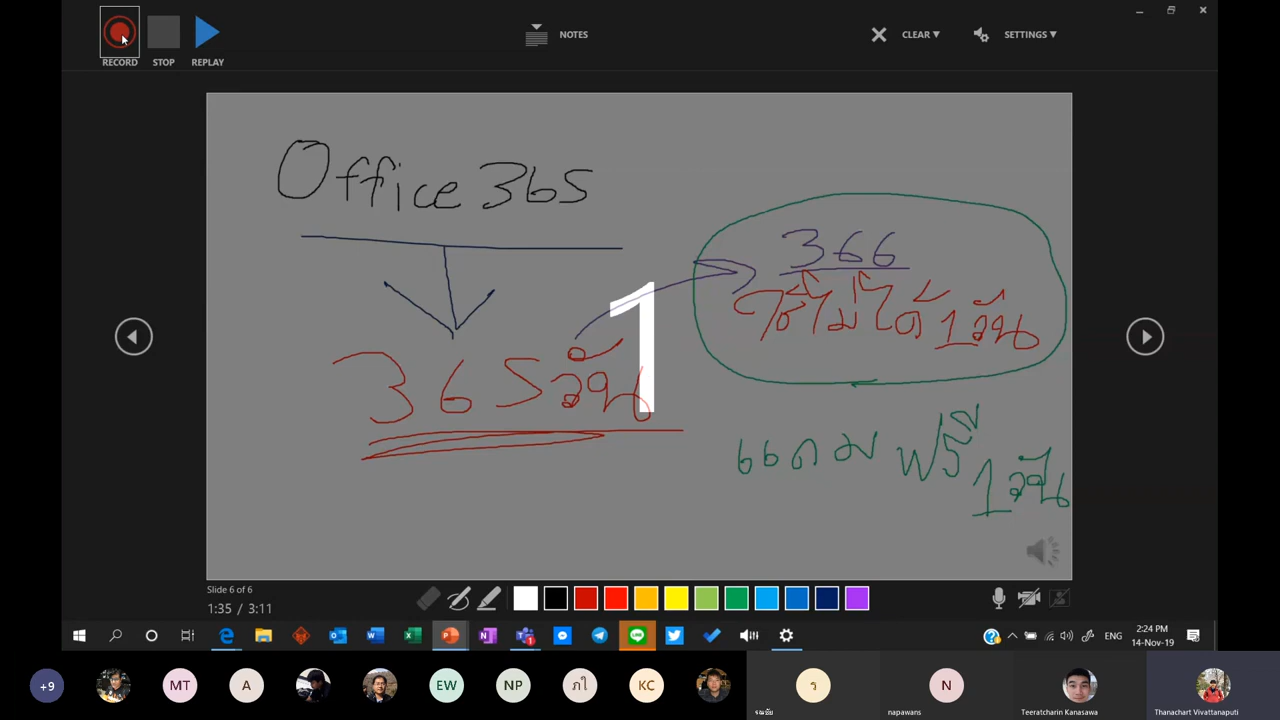 RECORD
STOP
REPLAY
NOTES
CLEAR
SETTINGS
Office 365
366
ใช้ไม่ได้ 1 วัน
365 วัน
1
แถม ฟรี 1 วัน
Slide 6 of 6
1:35 / 3:11
ENG
2:24 PM
14-Nov-19
+9
MT
A
EW
NP
ภไ
KC
ร
N
napawans
Teeratcharin Kanasawa
Thanachart Vivattanaputi